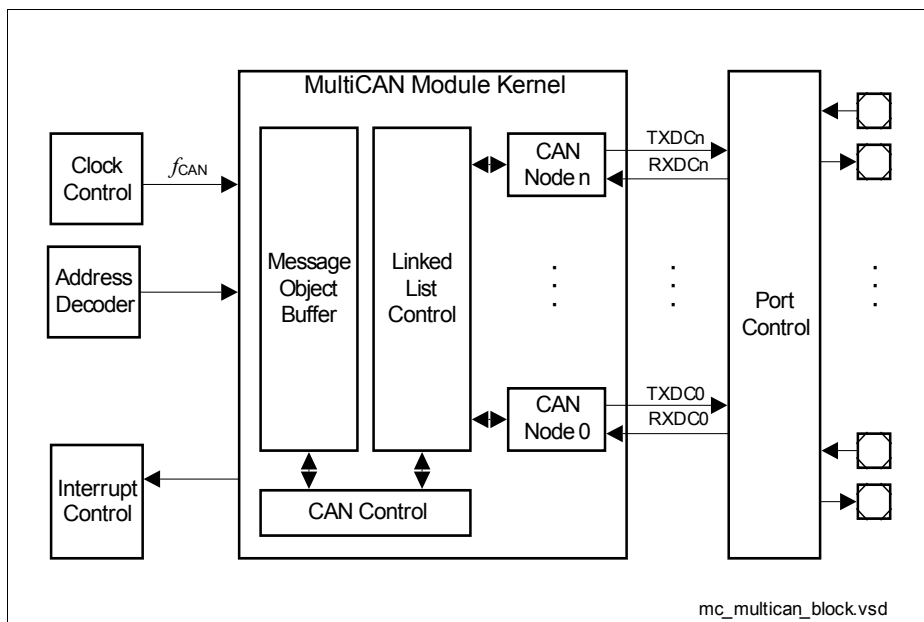 MultiCAN Module Kernel
Clock
Control
fCAN
Address
Decoder
Interrupt
Control
Message
Object
Buffer
Linked
List
Control
CAN Control
CAN
Node n
CAN
Node 0
TXDCn
RXDCn
TXDC0
RXDC0
Port
Control
mc_multican_block.vsd